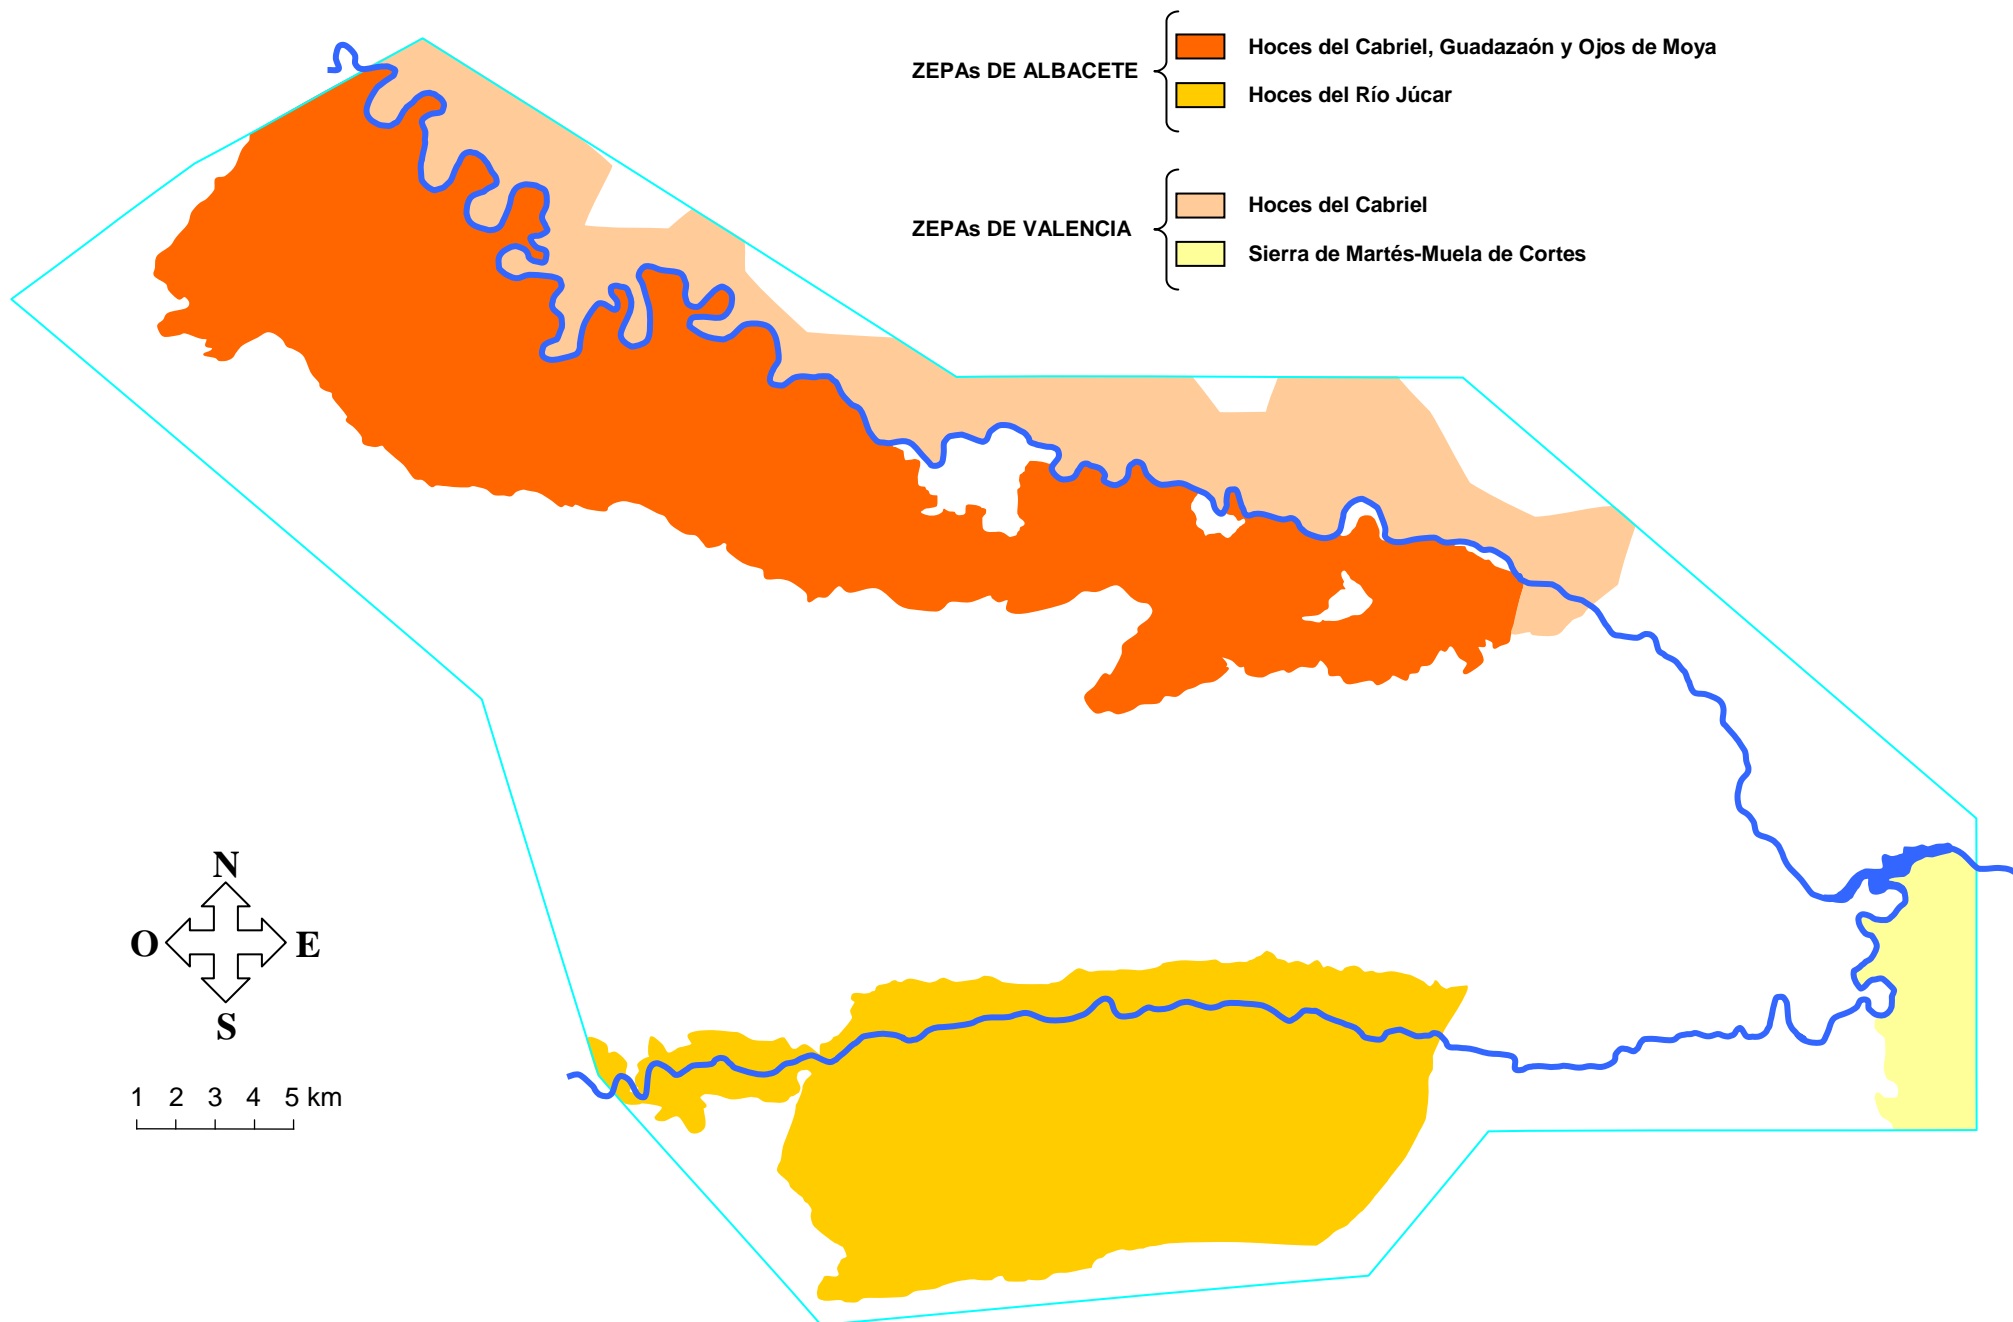 Hoces del Cabriel, Guadazaón y Ojos de Moya
ZEPAs DE ALBACETE
Hoces del Río Júcar
Hoces del Cabriel
ZEPAs DE VALENCIA
Sierra de Martés-Muela de Cortes
N
O E
S
1 2 3 4 5 km